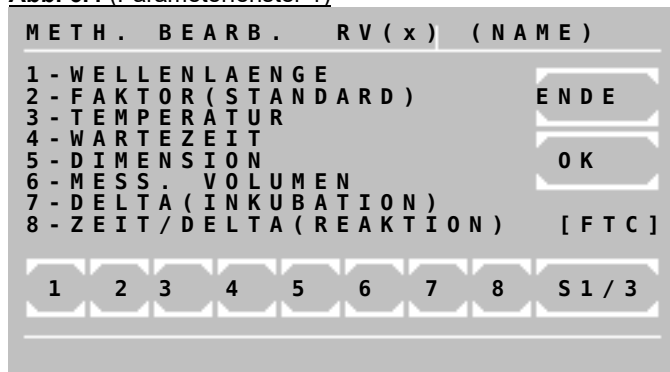 Abb. 6.4 (Parameterfenster 1)
METH. BEARB. RV(x) (NAME)
1-WELLENLAENGE
2-FAKTOR(STANDARD) ENDE
3-TEMPERATUR
4-WARTEZEIT
5-DIMENSION OK
6-MESS. VOLUMEN
7-DELTA(INKUBATION)
8-ZEIT/DELTA(REAKTION) [FTC]
1 2 3 4 5 6 7 8 S1/3